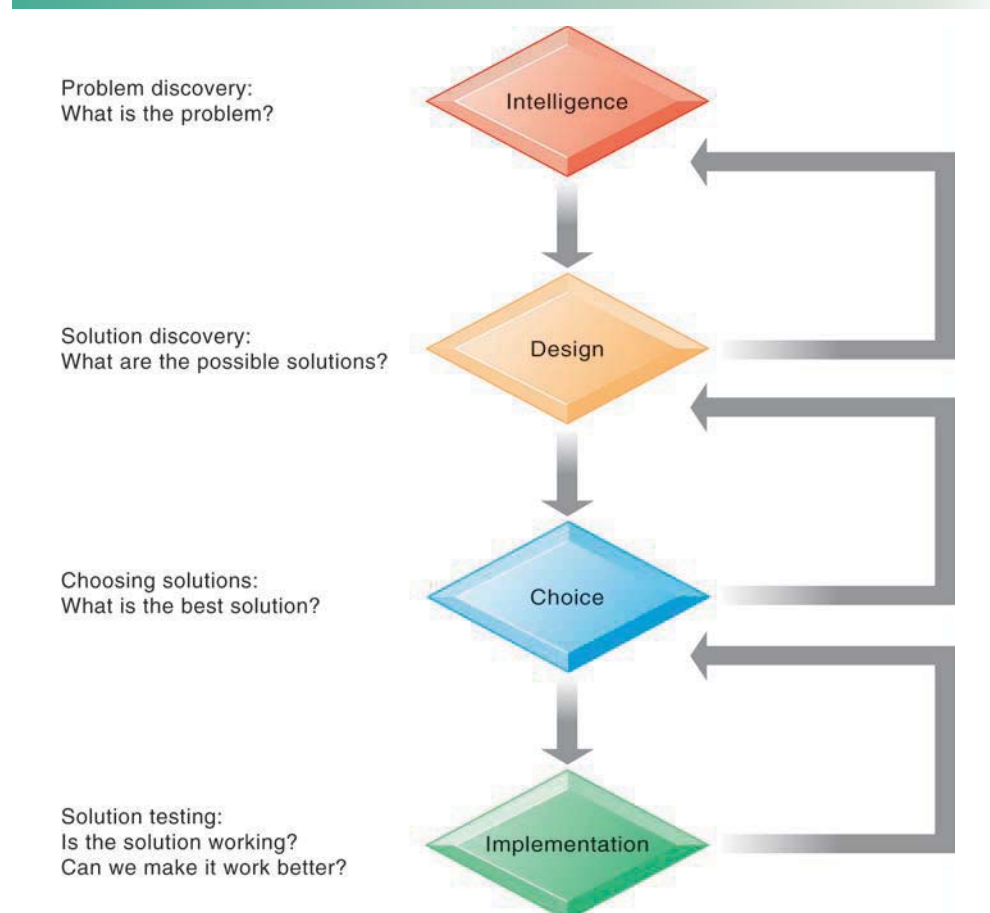 Problem discovery:
What is the problem?
Intelligence
Solution discovery:
What are the possible solutions?
Design
Choosing solutions:
What is the best solution?
Choice
Solution testing:
Is the solution working?
Can we make it work better?
Implementation